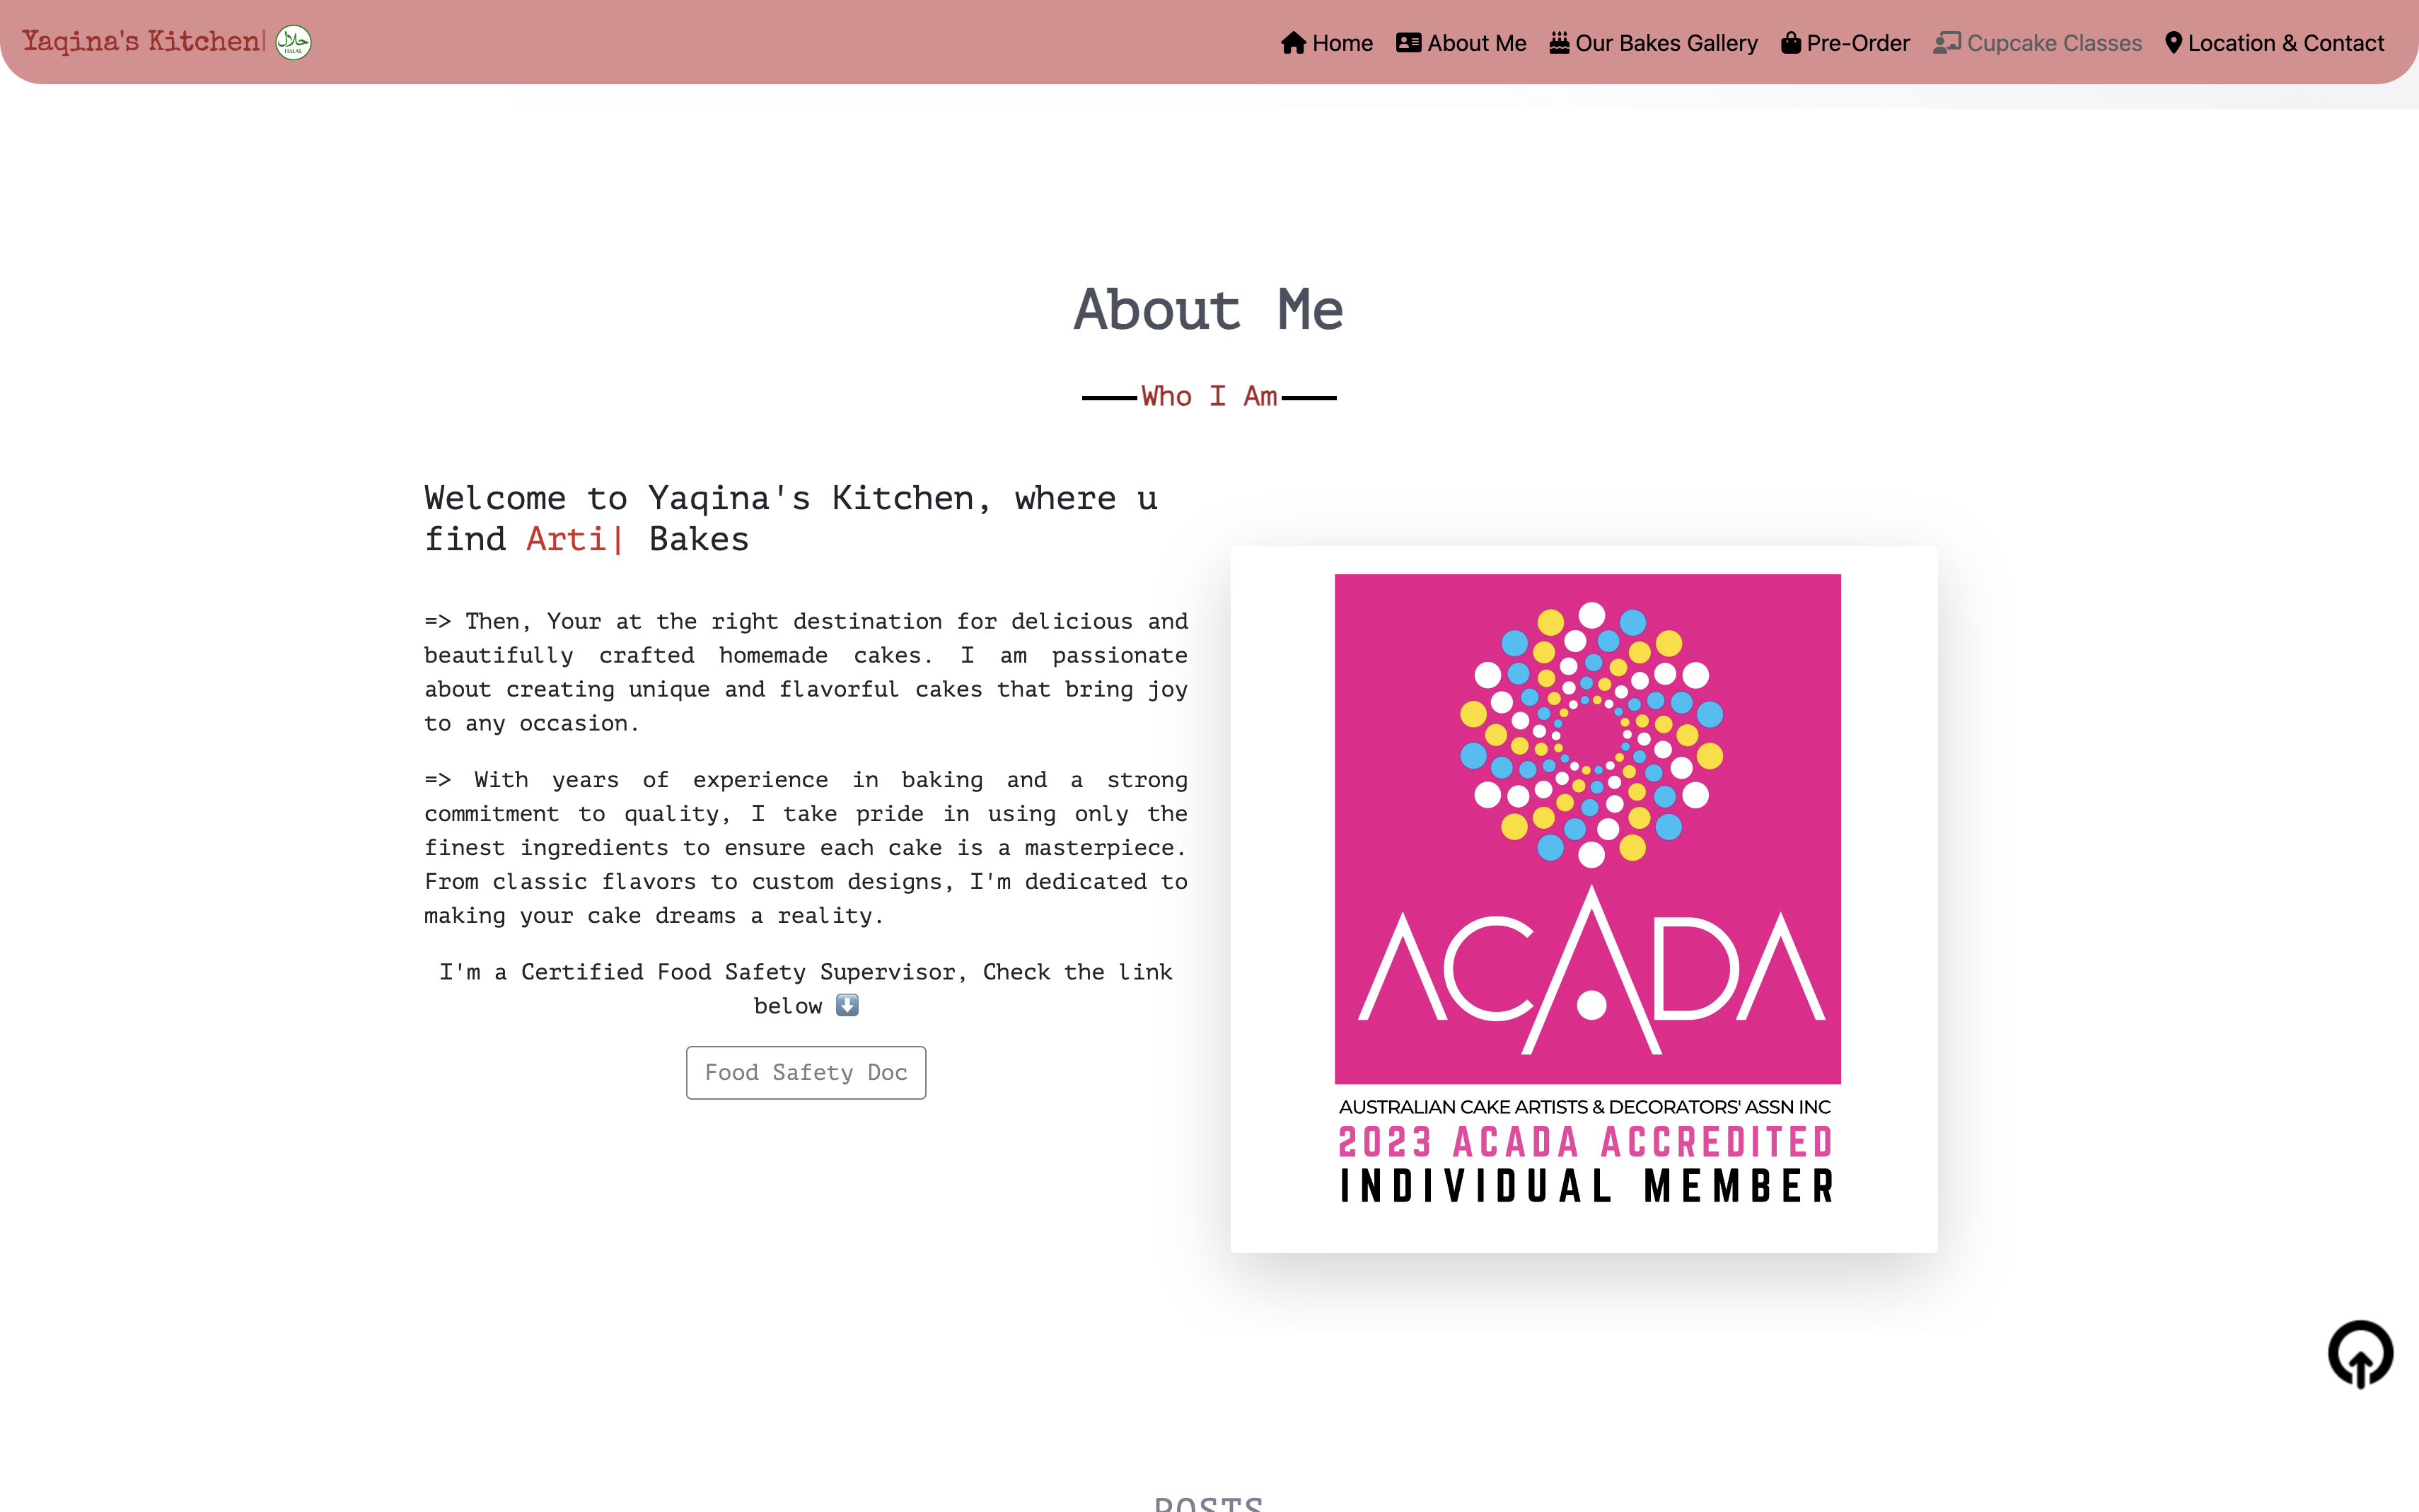 Yaqina's Kitchen|
حلال
HALAL
Home
About Me
Our Bakes Gallery
Pre-Order
Cupcake Classes
Location & Contact
About Me
Who I Am
Welcome to Yaqina's Kitchen, where u
find Arti| Bakes
=> Then, Your at the right destination for delicious and
beautifully crafted homemade cakes. I am passionate
about creating unique and flavorful cakes that bring joy
to any occasion.
=> With years of experience in baking and a strong
commitment to quality, I take pride in using only the
finest ingredients to ensure each cake is a masterpiece.
From classic flavors to custom designs, I'm dedicated to
making your cake dreams a reality.
I'm a Certified Food Safety Supervisor, Check the link
below ⬇️
Food Safety Doc
ACADA
AUSTRALIAN CAKE ARTISTS & DECORATORS' ASSN INC
2023 ACADA ACCREDITED
INDIVIDUAL MEMBER
POSTS